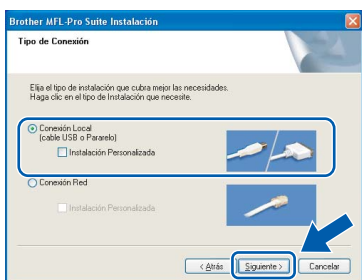 Brother MFL-Pro Suite Instalación
Tipo de Conexión
Elija el tipo de instalación que cubra mejor las necesidades.
Haga clic en el tipo de Instalación que necesite.
Conexión Local
(cable USB o Pararelo)
Instalación Personalizada
Conexión Red
Instalación Personalizada
< Atrás
Siguiente >
Cancelar